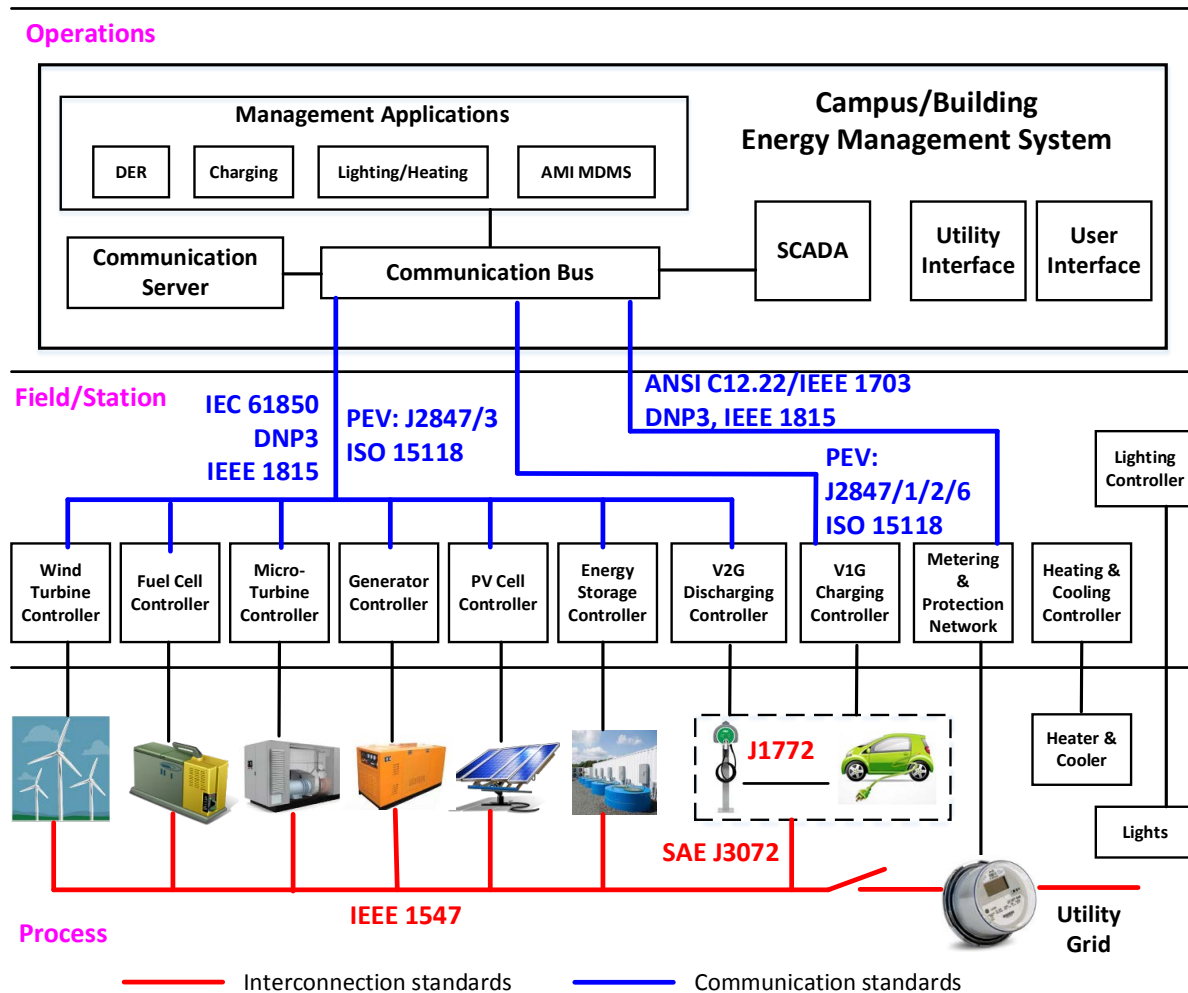 Operations
Campus/Building
Energy Management System
Management Applications
DER
Charging
Lighting/Heating
AMI MDMS
Communication
Server
Communication Bus
SCADA
Utility
Interface
User
Interface
Field/Station
IEC 61850
DNP3
IEEE 1815
PEV: J2847/3
ISO 15118
ANSI C12.22/IEEE 1703
DNP3, IEEE 1815
PEV:
J2847/1/2/6
ISO 15118
Lighting
Controller
Wind
Turbine
Controller
Fuel Cell
Controller
Micro-
Turbine
Controller
Generator
Controller
PV Cell
Controller
Energy
Storage
Controller
V2G
Discharging
Controller
V1G
Charging
Controller
Metering
&
Protection
Network
Heating &
Cooling
Controller
J1772
Heater &
Cooler
SAE J3072
Lights
IEEE 1547
Utility
Grid
Process
Interconnection standards
Communication standards